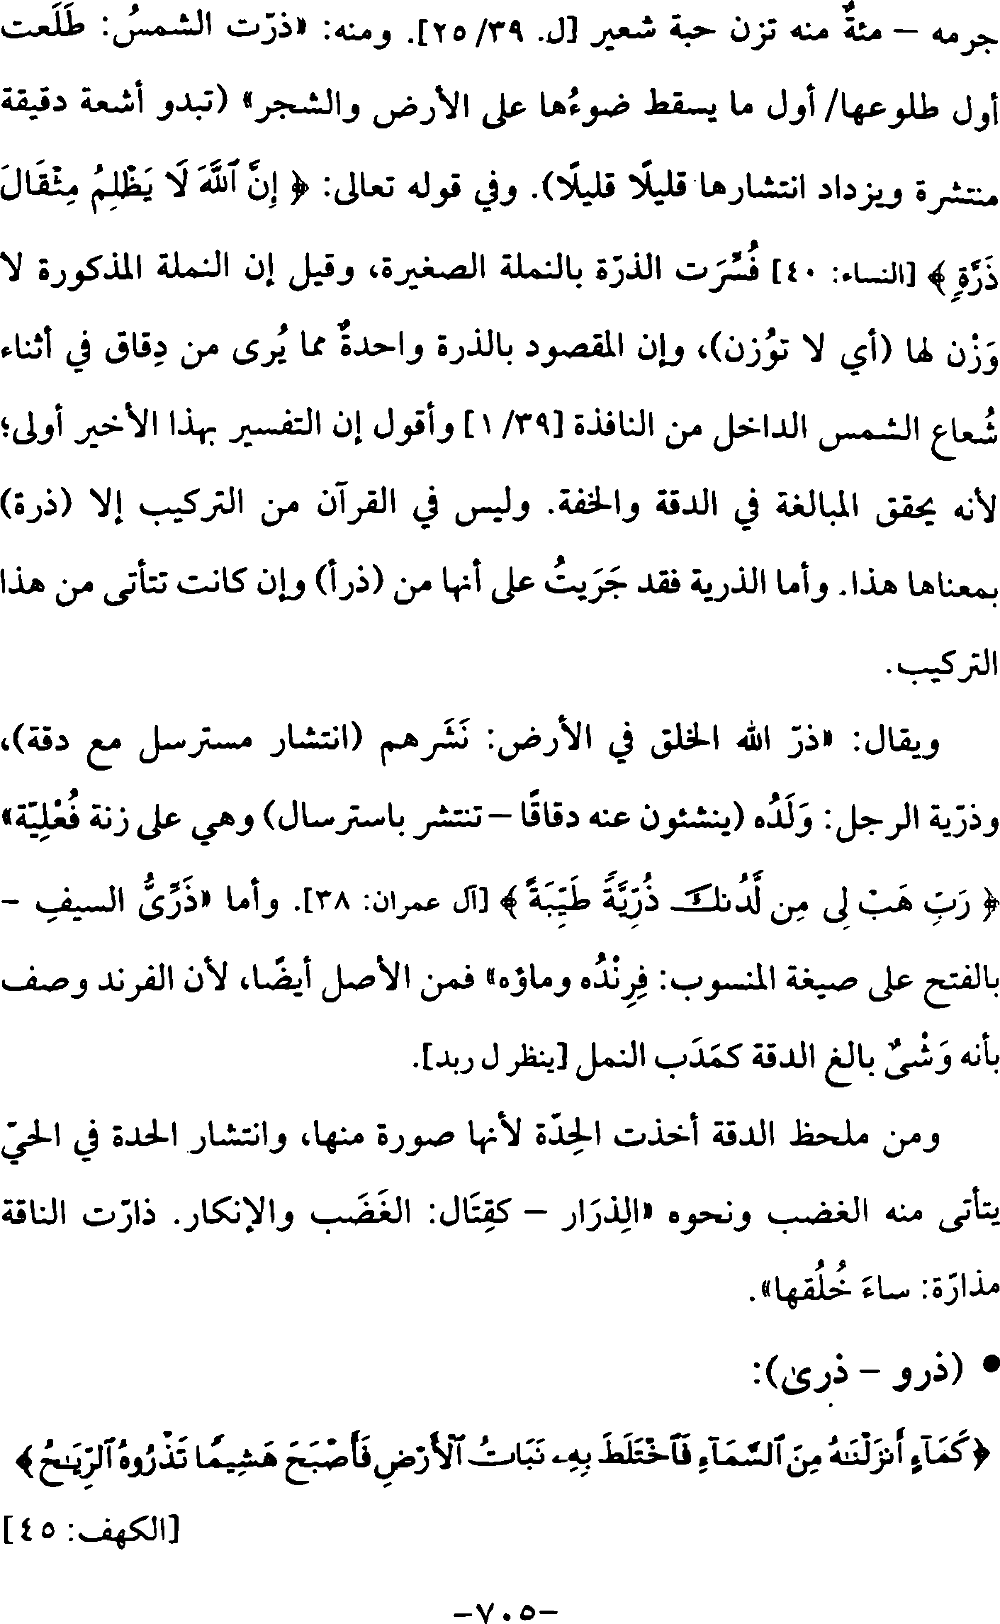 جرمه – مئةٌ منه تزن حبة شعير [ل. ٢٥/٣٩]. ومنه: «ذرّت الشمسُ: طَلَعت
أول طلوعها/ أول ما يسقط ضوءُها على الأرض والشجر» (تبدو أشعة دقيقة
منتشرة ويزداد انتشارها قليلًا قليلًا). وفي قوله تعالى: ﴿ إِنَّ ٱللَّهَ لَا يَظْلِمُ مِثْقَالَ
ذَرَّةٍ ﴾ [النساء: ٤٠] فُسِّرَت الذرّة بالنملة الصغيرة، وقيل إن النملة المذكورة لا
وَزْن لها (أي لا توُزن)، وإن المقصود بالذرة واحدةٌ مما يُرى من دِقاق في أثناء
شُعاع الشمس الداخل من النافذة [١/٣٩] وأقول إن التفسير بهذا الأخير أولى؛
لأنه يحقق المبالغة في الدقة والخفة. وليس في القرآن من التركيب إلا (ذرة)
بمعناها هذا. وأما الذرية فقد جَرَيتُ على أنها من (ذرأ) وإن كانت تتأتى من هذا
التركيب.
ويقال: «ذرّ الله الخلق في الأرض: نَشَرهم (انتشار مسترسل مع دقة)،
وذرّية الرجل: وَلَدُه (ينشئون عنه دقاقًا – تنتشر باسترسال) وهي على زنة فُعْلِيّة»
﴿ رَبِّ هَبْ لِى مِن لَّدُنكَ ذُرِّيَّةً طَيِّبَةً ﴾ [آل عمران: ٣٨]. وأما «ذَرِّىُّ السيفِ –
بالفتح على صيغة المنسوب: فِرِنْدُه وماؤه» فمن الأصل أيضًا، لأن الفرند وصف
بأنه وَشْىٌ بالغ الدقة كمَدَب النمل [ينظر ل ربد].
ومن ملحظ الدقة أخذت الحِدّة لأنها صورة منها، وانتشار الحدة في الحيّ
يتأتى منه الغضب ونحوه «الِذرَار – كقِتَال: الغَضَب والإنكار. ذارّت الناقة
مذارّة: ساءَ خُلُقها».
• (ذرو – ذرى):
﴿ كَمَآءٍ أَنزَلْنَٰهُ مِنَ ٱلسَّمَآءِ فَٱخْتَلَطَ بِهِۦ نَبَاتُ ٱلْأَرْضِ فَأَصْبَحَ هَشِيمًا تَذْرُوهُ ٱلرِّيَٰحُ ﴾
[الكهف: ٤٥]
–٧٠٥–